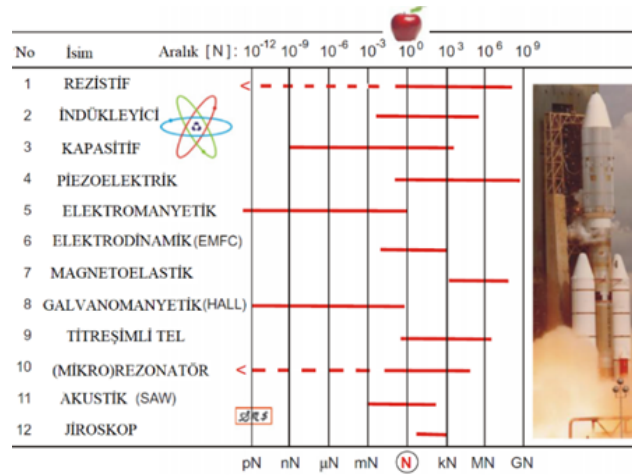 No İsim Aralık [N]: 10⁻¹² 10⁻⁹ 10⁻⁶ 10⁻³ 10⁰ 10³ 10⁶ 10⁹
1 REZİSTİF
2 İNDÜKLEYİCİ
3 KAPASİTİF
4 PİEZOELEKTRİK
5 ELEKTROMANYETİK
6 ELEKTRODİNAMİK (EMFC)
7 MAGNETOELASTİK
8 GALVANOMANYETİK (HALL)
9 TİTREŞİMLİ TEL
10 (MİKRO)REZONATÖR
11 AKUSTİK (SAW)
12 JİROSKOP
pN nN µN mN N kN MN GN